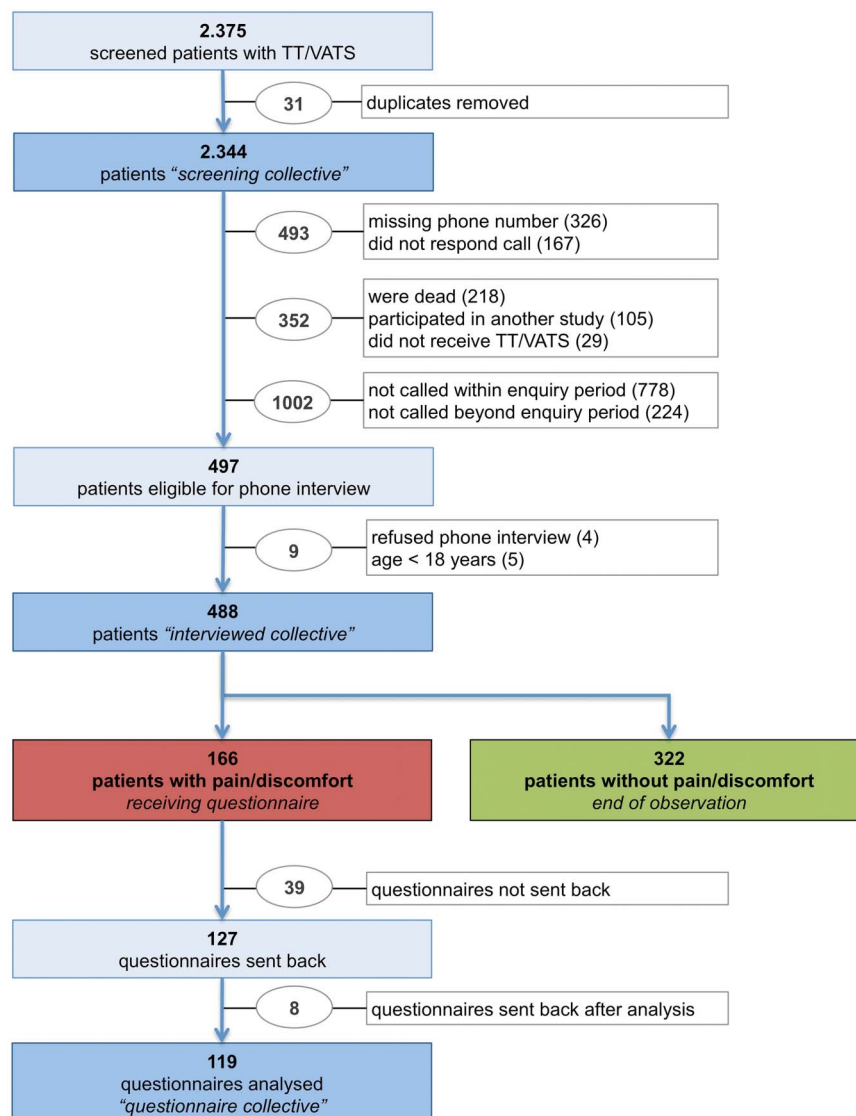 2.375
screened patients with TT/VATS
31
duplicates removed
2.344
patients “screening collective”
493
missing phone number (326)
did not respond call (167)
352
were dead (218)
participated in another study (105)
did not receive TT/VATS (29)
1002
not called within enquiry period (778)
not called beyond enquiry period (224)
497
patients eligible for phone interview
9
refused phone interview (4)
age < 18 years (5)
488
patients “interviewed collective”
166
patients with pain/discomfort
receiving questionnaire
322
patients without pain/discomfort
end of observation
39
questionnaires not sent back
127
questionnaires sent back
8
questionnaires sent back after analysis
119
questionnaires analysed
“questionnaire collective”